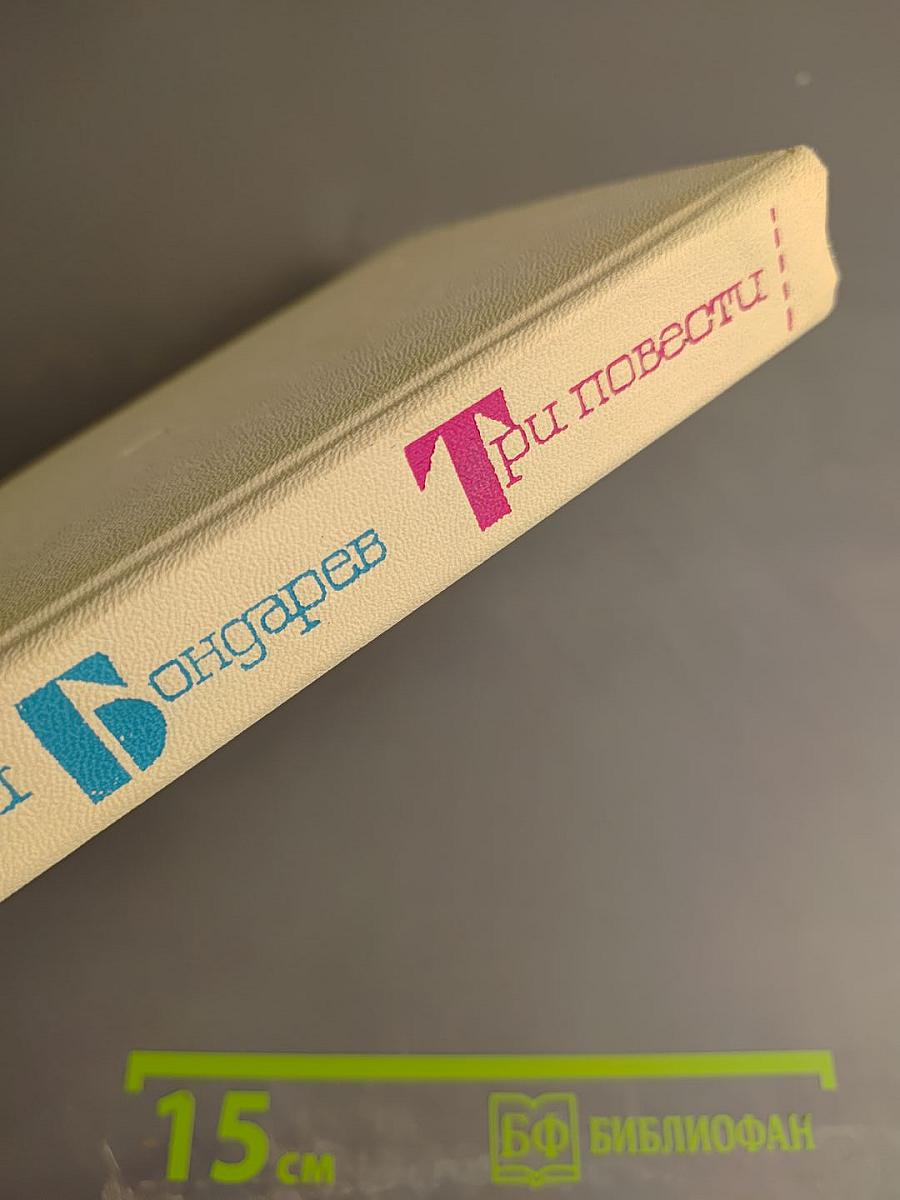 Бондарев Три повести
15 см
БФ БИБЛИОФАН